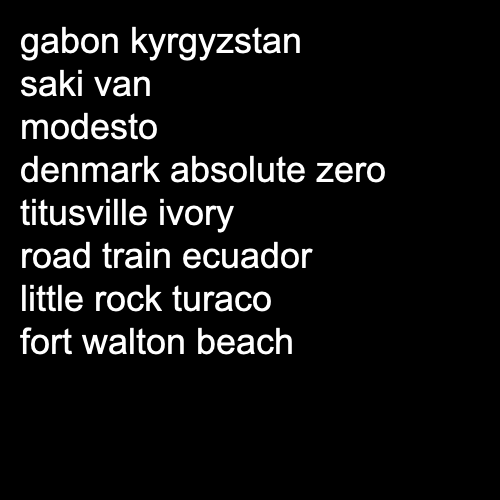 gabon kyrgyzstan
saki van
modesto
denmark absolute zero
titusville ivory
road train ecuador
little rock turaco
fort walton beach